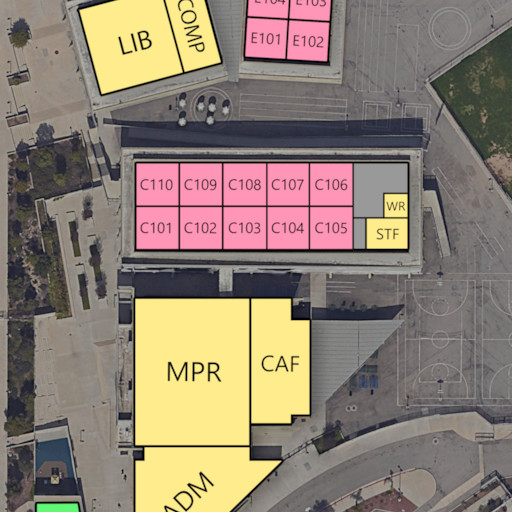 LIB
COMP
E104 E103
E101 E102
C110 C109 C108 C107 C106
WR
C101 C102 C103 C104 C105
STF
MPR
CAF
ADM